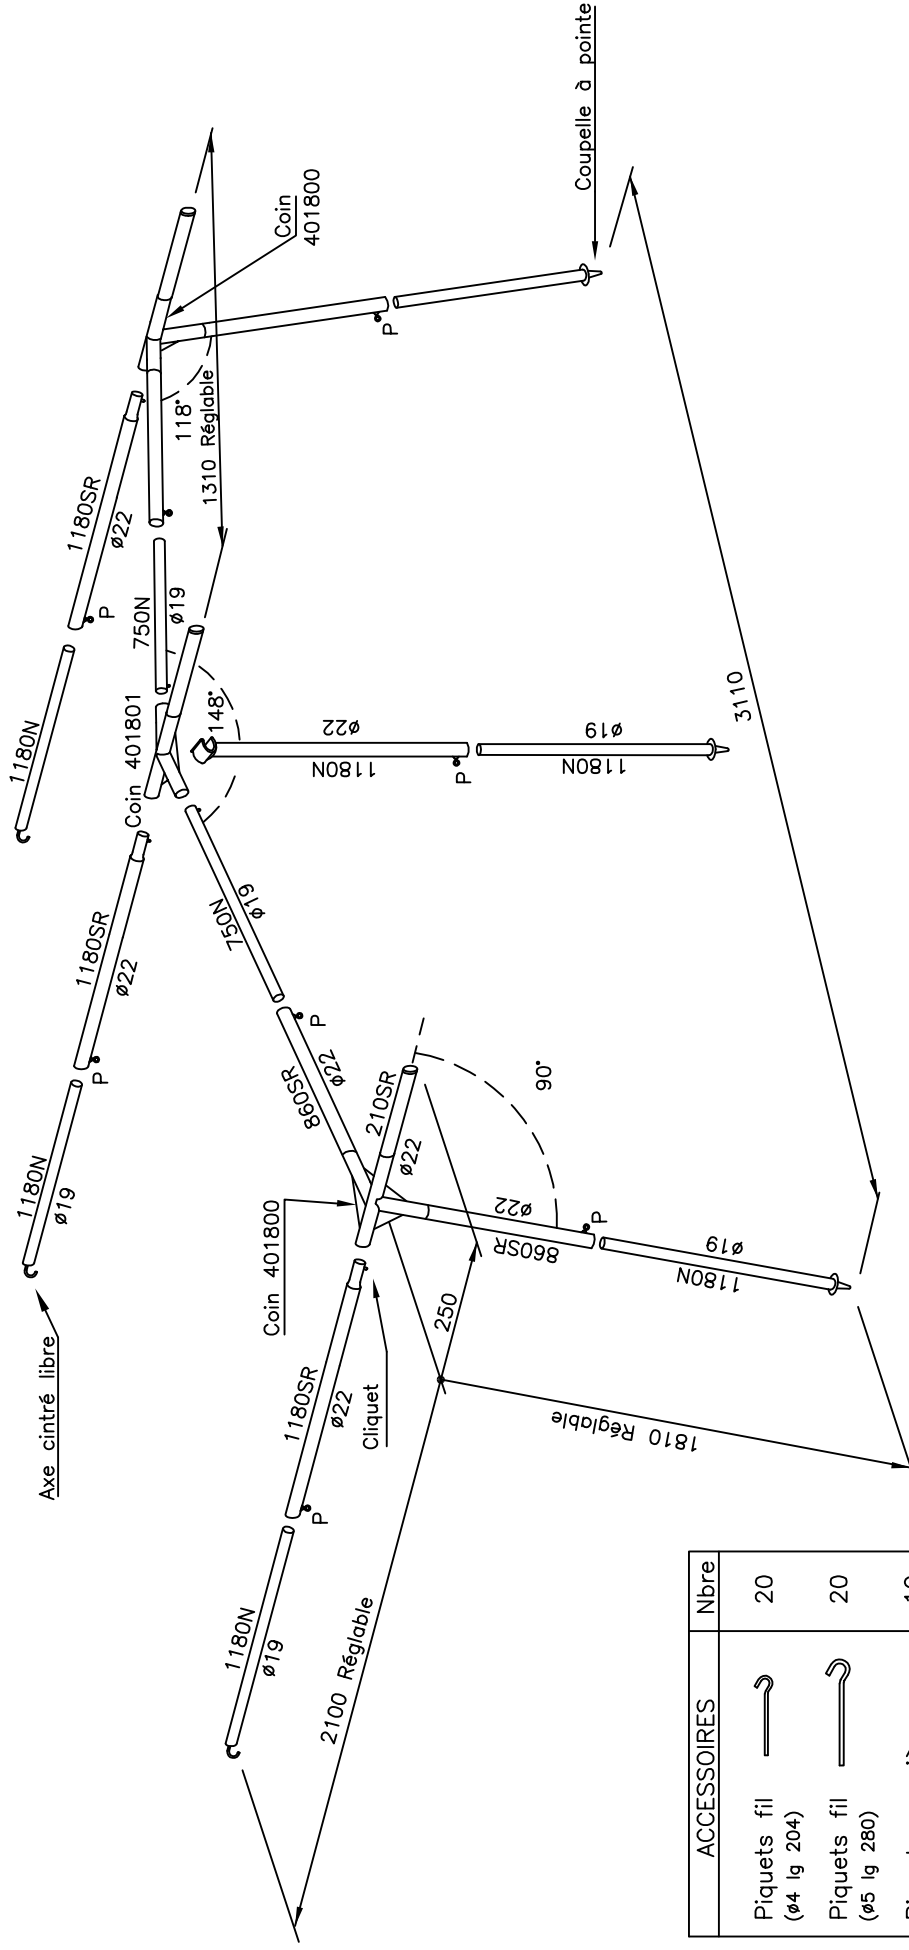 Axe cintré libre
1180N
ø19
P
1180SR
ø22
1180N
P
1180SR
ø22
Coin 401801
750N
ø19
148°
118°
1310 Réglable
Coin
401800
Coupelle à pointe
1180N
ø19
P
1180SR
ø22
Cliquet
Coin 401800
860SR
ø22
P
750N
ø19
210SR
ø22
90°
250
2100 Réglable
1810 Réglable
860SR
ø22
P
1180N
ø19
1180N
ø22
P
1180N
ø19
P
3110
ACCESSOIRES
Nbre
Piquets fil
(ø4 lg 204)
20
Piquets fil
(ø5 lg 280)
20